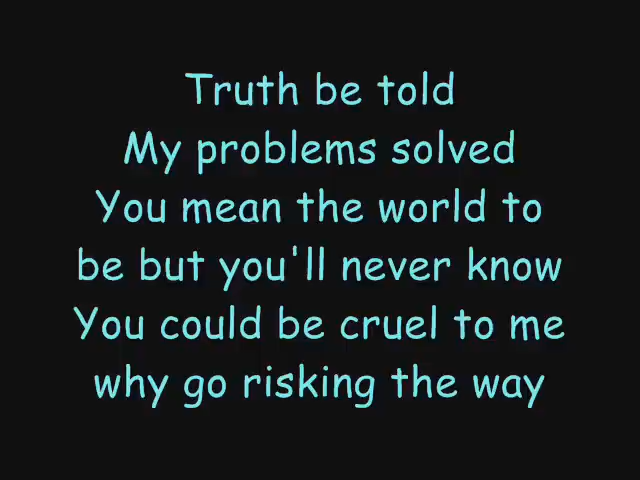 Truth be told
My problems solved
You mean the world to
be but you'll never know
You could be cruel to me
why go risking the way